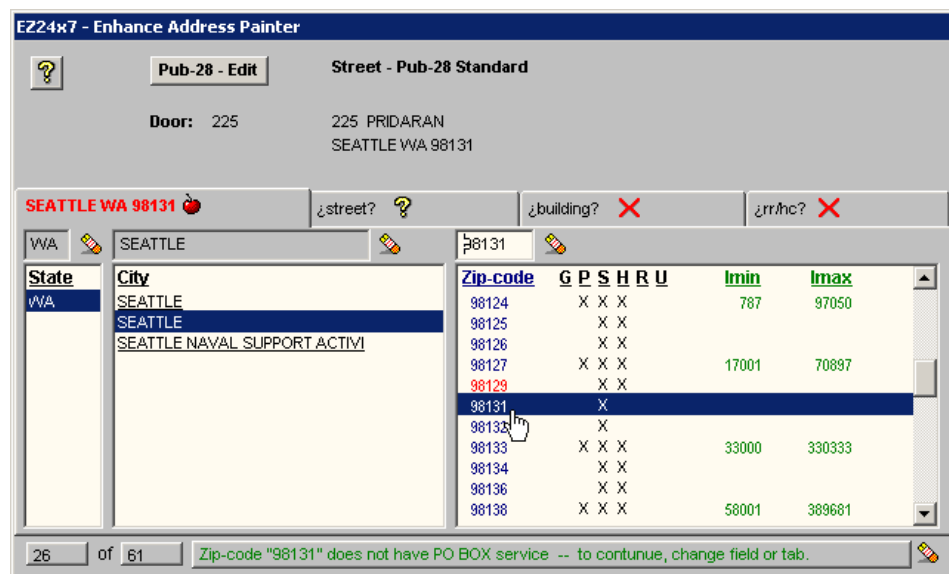 EZ24x7 - Enhance Address Painter
Pub-28 - Edit Street - Pub-28 Standard
Door: 225 225 PRIDARAN
SEATTLE WA 98131
SEATTLE WA 98131 ¿street? ¿building? ¿rr/hc?
WA SEATTLE 98131
State City Zip-code G P S H R U Imin Imax
WA SEATTLE 98124 X X X 787 97050
SEATTLE 98125 X X
SEATTLE NAVAL SUPPORT ACTIVI 98126 X X
98127 X X X 17001 70897
98129 X X
98131 X
98132 X
98133 X X X 33000 330333
98134 X X
98136 X X
98138 X X X 58001 389681
26 of 61 Zip-code "98131" does not have PO BOX service -- to contunue, change field or tab.